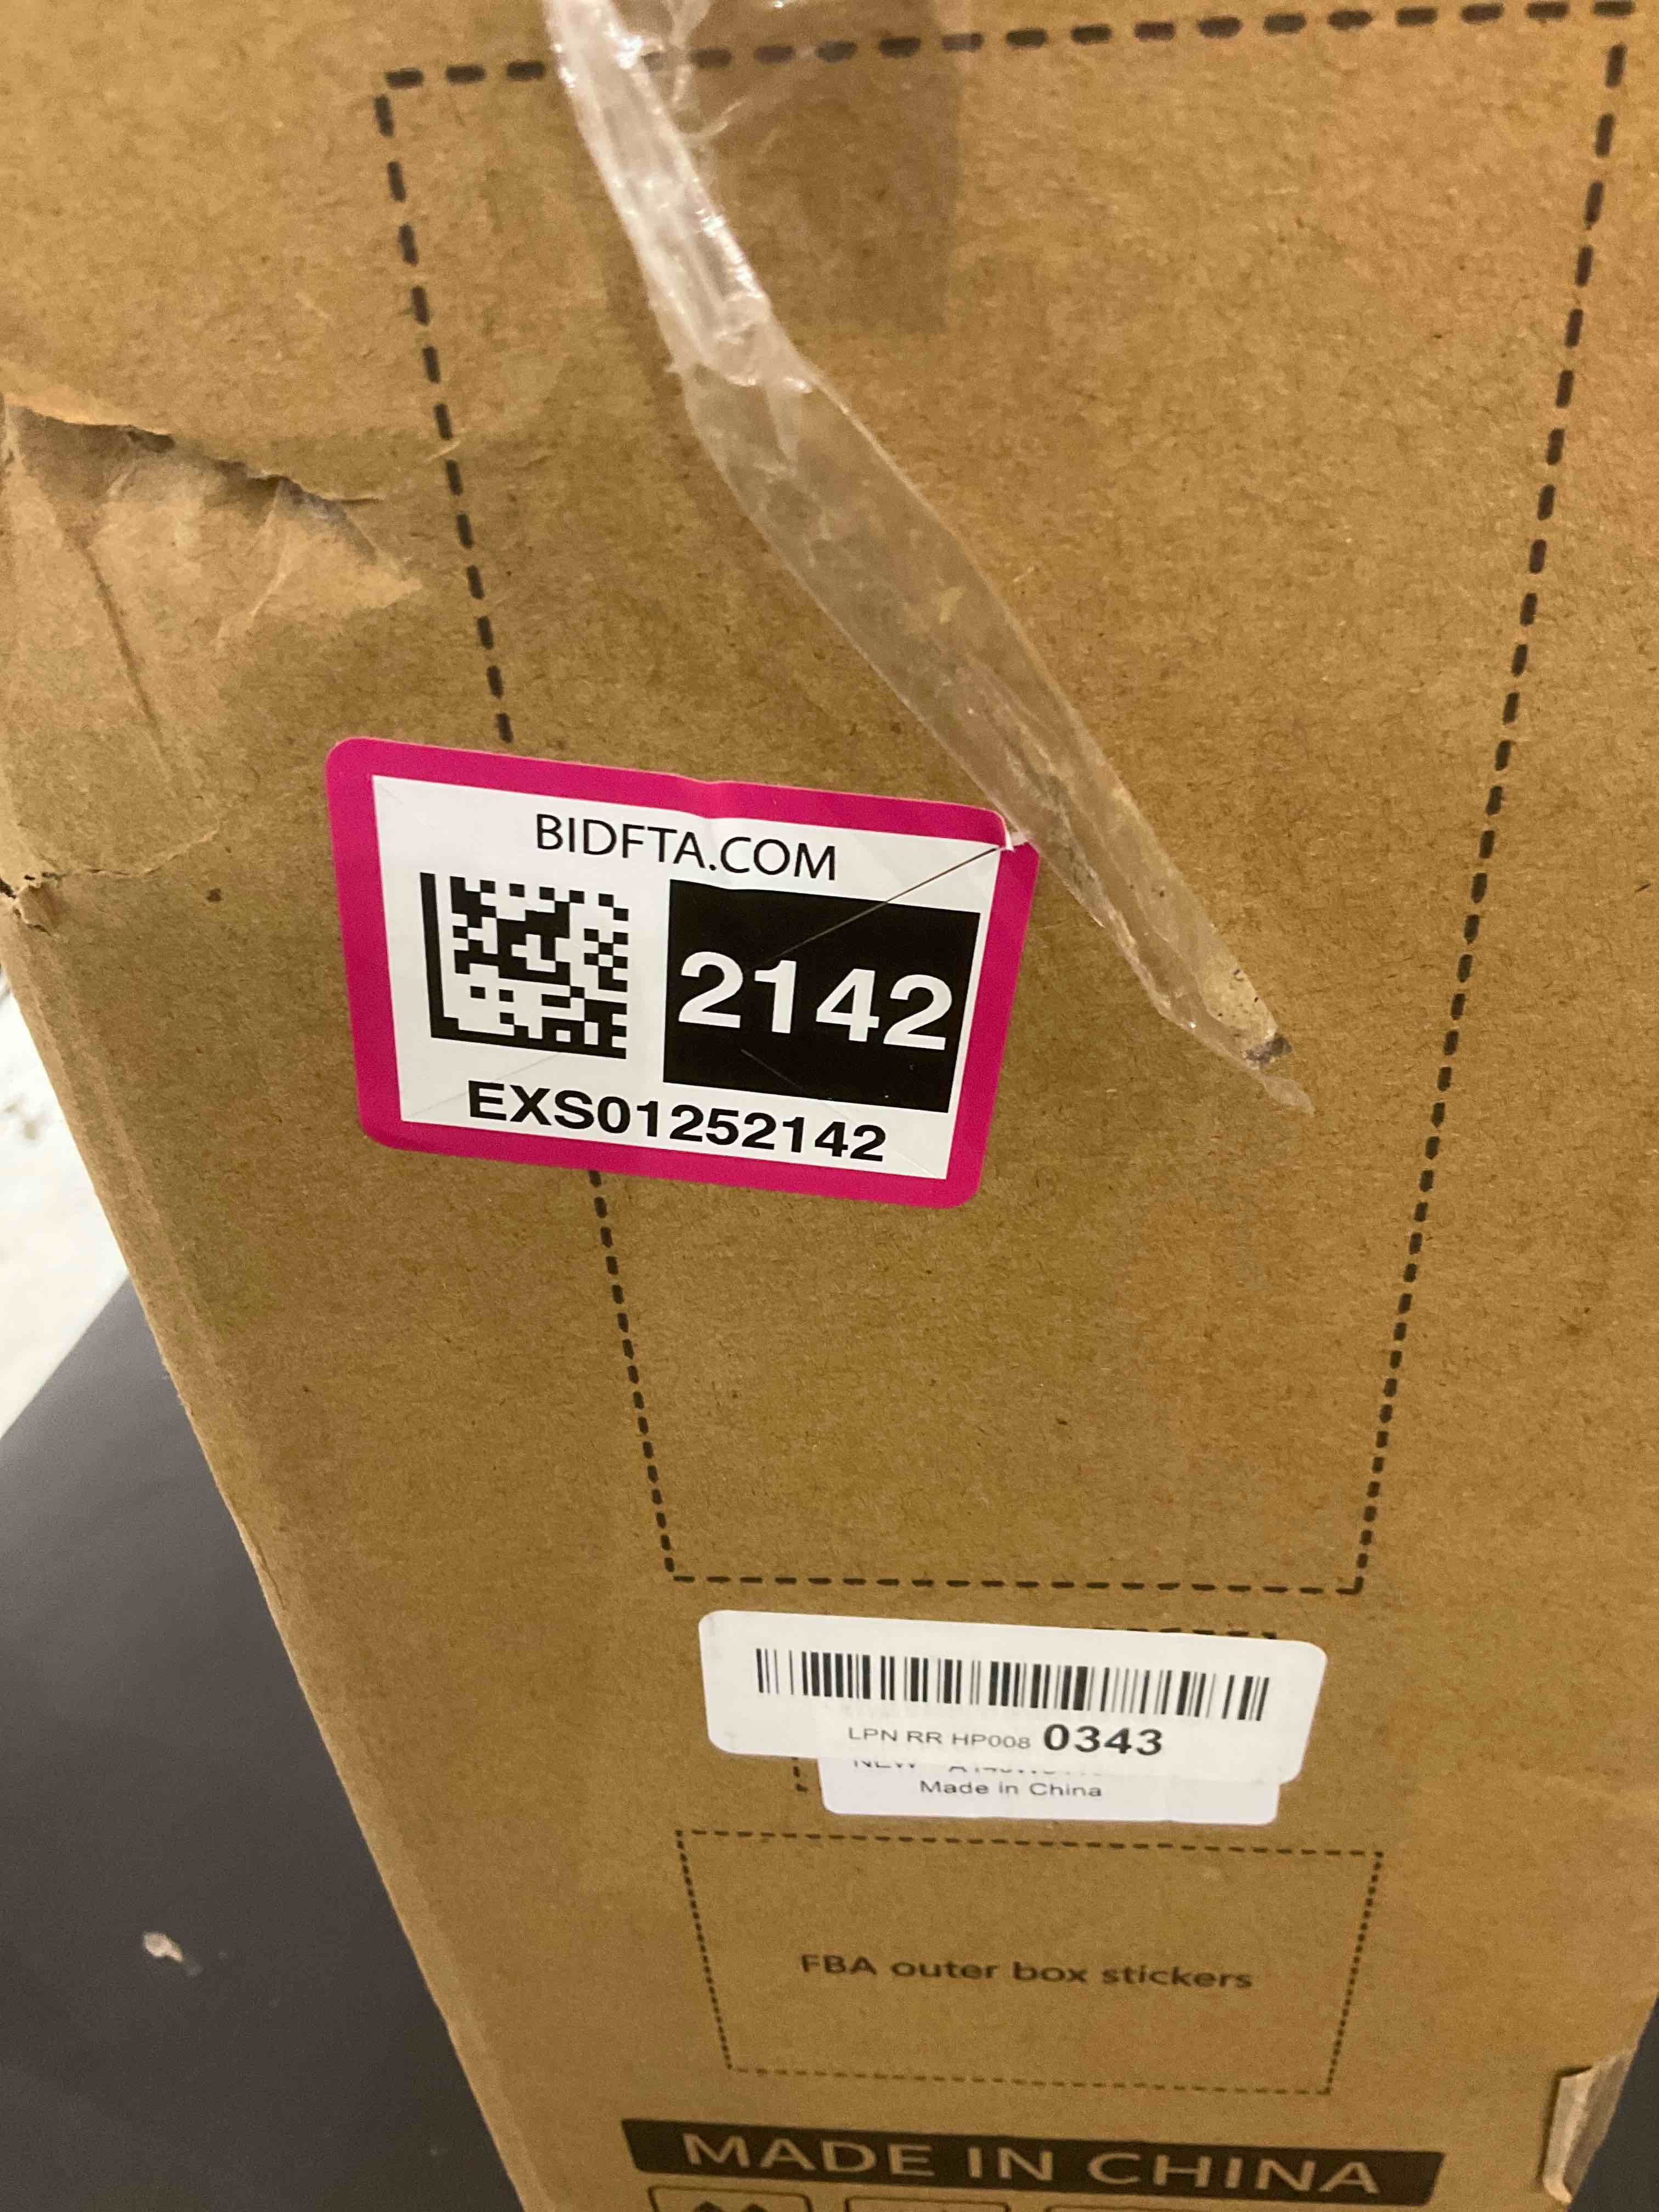 BIDFTA.COM
2142
EXS01252142
LPN RR HP008 0343
Made in China
FBA outer box stickers
MADE IN CHINA